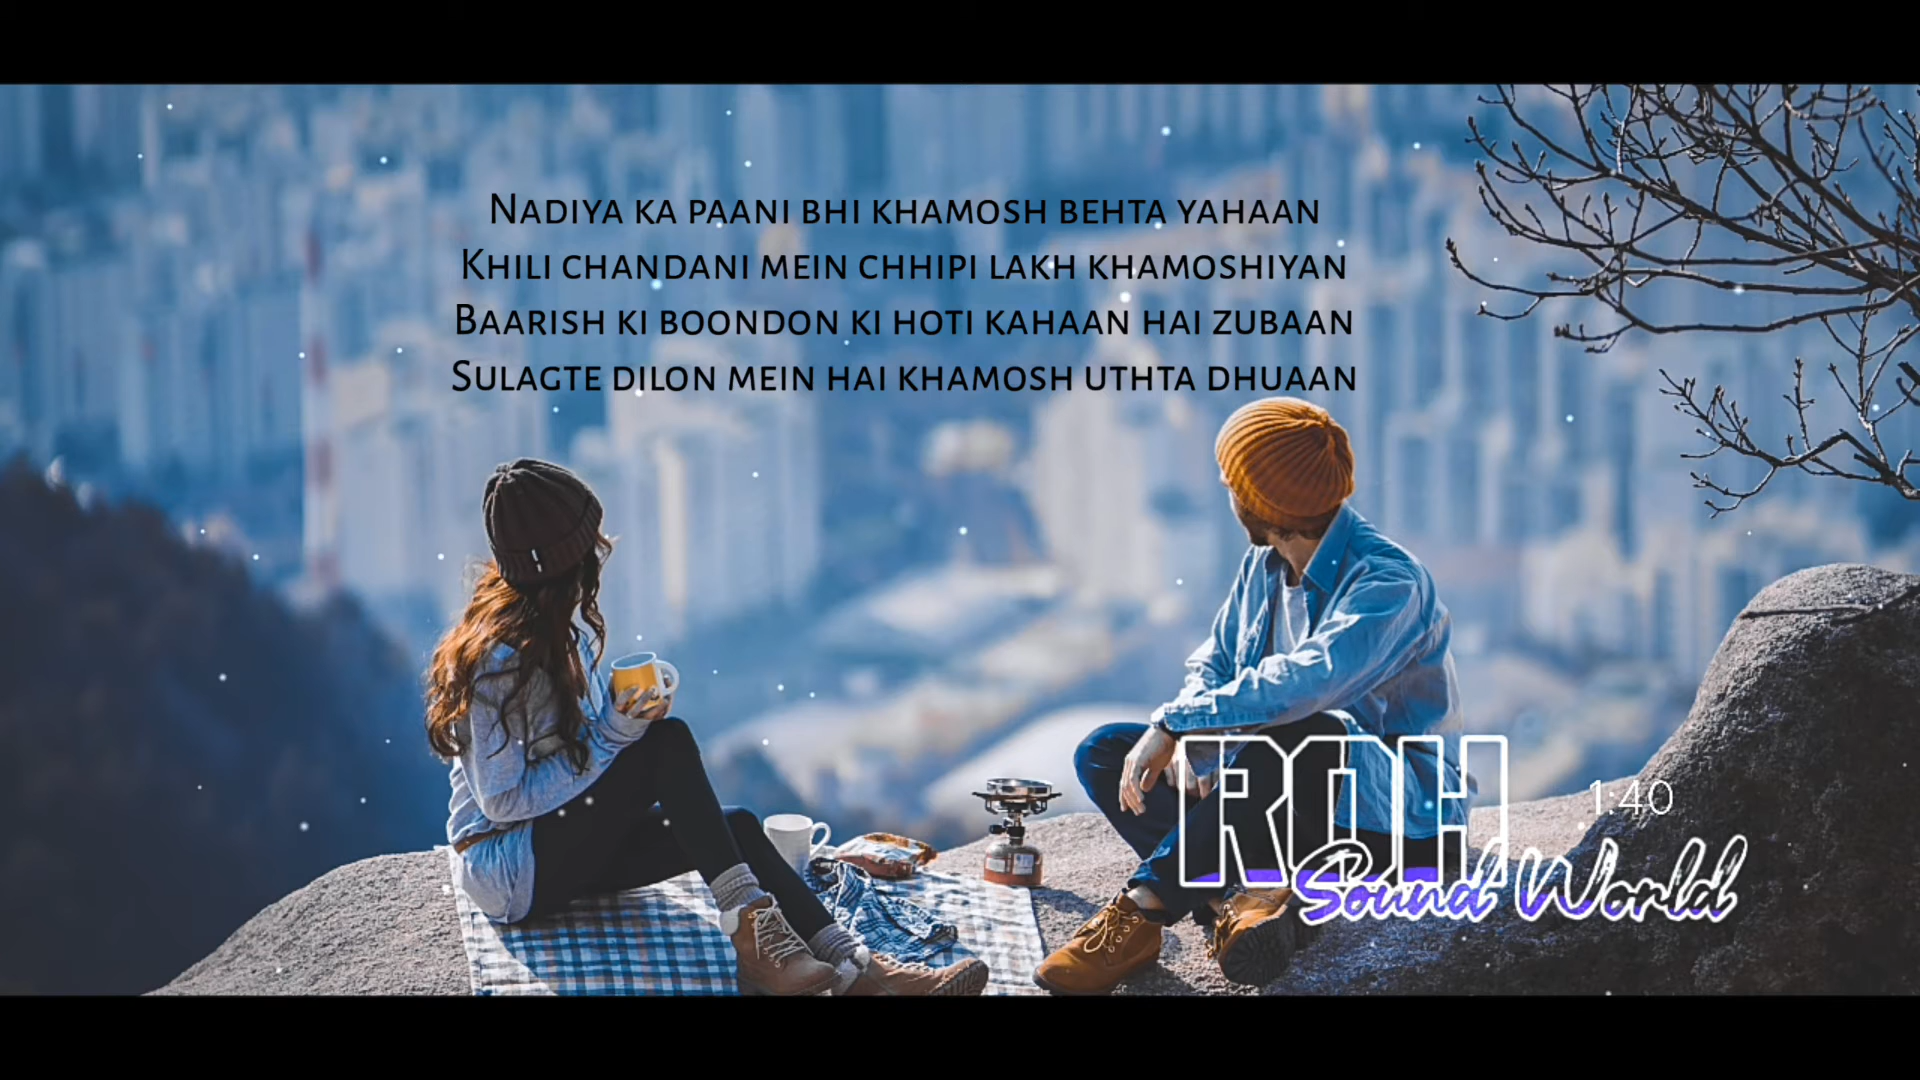 Nadiya ka paani bhi khamosh behta yahaan
Khili chandani mein chhipi lakh khamoshiyan
Baarish ki boondon ki hoti kahaan hai zubaan
Sulagte dilon mein hai khamosh uthta dhuaan
ROH
1:40
Sound World